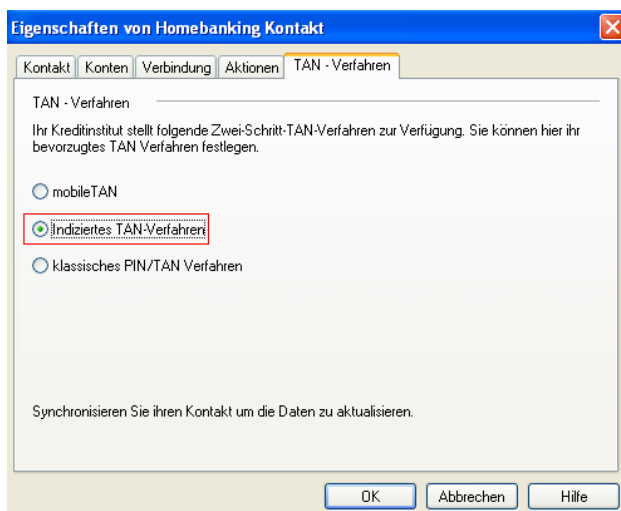 Eigenschaften von Homebanking Kontakt
Kontakt Konten Verbindung Aktionen TAN - Verfahren
TAN - Verfahren
Ihr Kreditinstitut stellt folgende Zwei-Schritt-TAN-Verfahren zur Verfügung. Sie können hier ihr
bevorzugtes TAN Verfahren festlegen.
mobileTAN
Indiziertes TAN-Verfahren
klassisches PIN/TAN Verfahren
Synchronisieren Sie ihren Kontakt um die Daten zu aktualisieren.
OK Abbrechen Hilfe